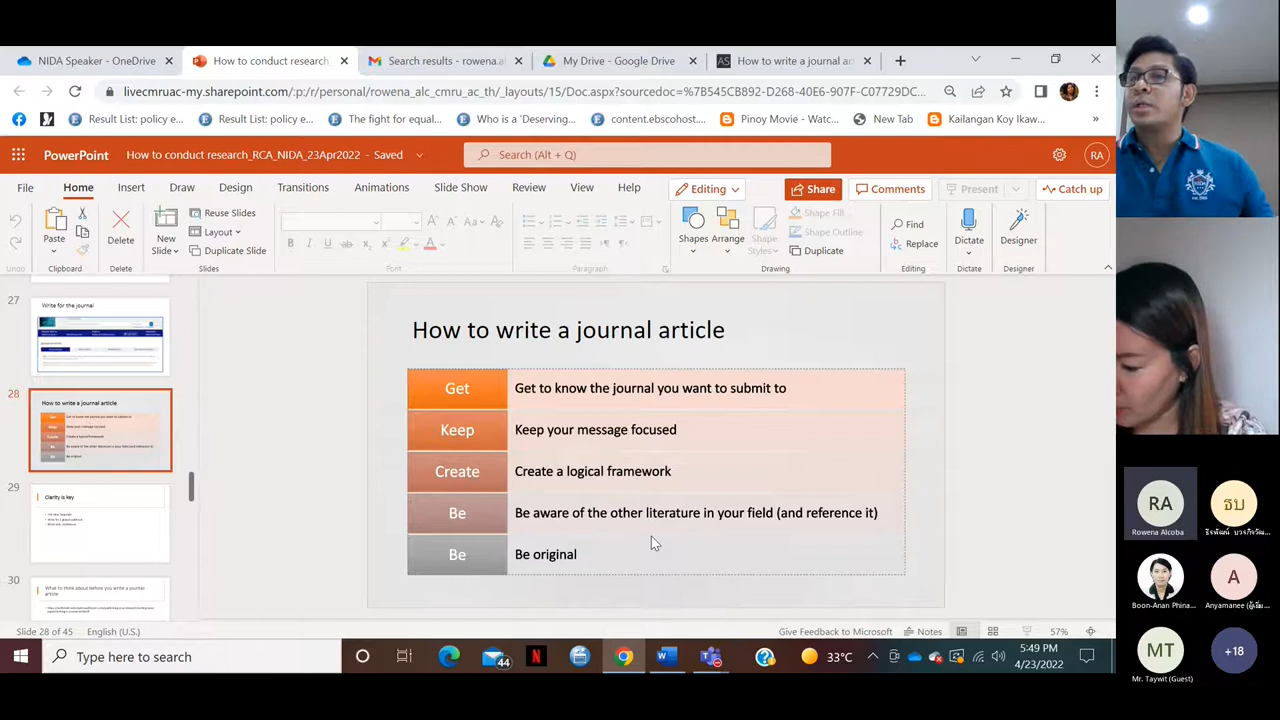 NIDA Speaker - OneDrive
How to conduct research_
Search results - rowena.al
My Drive - Google Drive
AS
How to write a journal ar
livecmruac-my.sharepoint.com/:p:/r/personal/rowena_alc_cmru_ac_th/_layouts/15/Doc.aspx?sourcedoc=%7B545CB892-D268-40E6-907F-C07729DC...
Result List: policy e...
Result List: policy e...
The fight for equal...
Who is a 'Deserving...
content.ebscohost....
Pinoy Movie - Watc...
New Tab
Kailangan Koy Ikaw...
PowerPoint
How to conduct research_RCA_NIDA_23Apr2022 - Saved
Search (Alt + Q)
RA
File
Home
Insert
Draw
Design
Transitions
Animations
Slide Show
Review
View
Help
Editing
Share
Comments
Present
Catch up
Paste
Delete
New
Slide
Reuse Slides
Layout
Duplicate Slide
Shapes
Arrange
Shape
Styles
Shape Fill
Shape Outline
Duplicate
Find
Replace
Dictate
Designer
Undo
Clipboard
Delete
Slides
Font
Paragraph
Drawing
Editing
Dictate
Designer
27
Write for the journal
28
How to write a journal article
29
Clarity is key
30
What to think about before you write a journal
article
How to write a journal article
Get
Get to know the journal you want to submit to
Keep
Keep your message focused
Create
Create a logical framework
Be
Be aware of the other literature in your field (and reference it)
Be
Be original
Slide 28 of 45
English (U.S.)
Give Feedback to Microsoft
Notes
57%
Type here to search
44
33°C
5:49 PM
4/23/2022
RA
Rowena Alcoba
ธบ
Boon-Anan Phina...
A
MT
Mr. Taywit (Guest)
+18